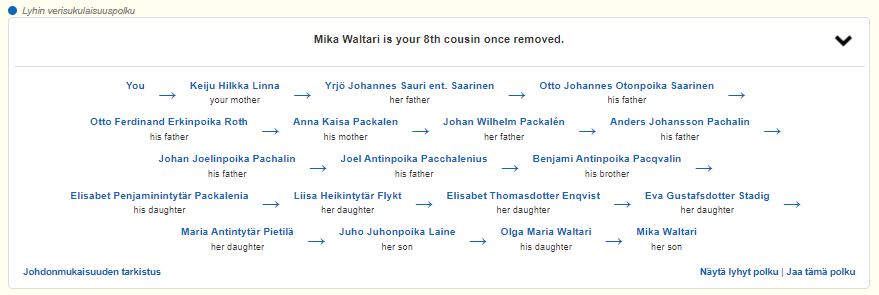 Lyhin verisukulaisuuspolku
Mika Waltari is your 8th cousin once removed.
You → Keiju Hilkka Linna → Yrjö Johannes Sauri ent. Saarinen → Otto Johannes Otonpoika Saarinen →
your mother her father his father
Otto Ferdinand Erkinpoika Roth → Anna Kaisa Packalen → Johan Wilhelm Packalén → Anders Johansson Pachalin →
his father his mother her father his father
Johan Joelinpoika Pachalin → Joel Antinpoika Pacchalenius → Benjami Antinpoika Pacqvalin →
his father his father his brother
Elisabet Penjaminintytär Packalenia → Liisa Heikintytär Flykt → Elisabet Thomasdotter Enqvist → Eva Gustafsdotter Stadig →
his daughter her daughter her daughter her daughter
Maria Antintytär Pietilä → Juho Juhonpoika Laine → Olga Maria Waltari → Mika Waltari
her daughter her son his daughter her son
Johdonmukaisuuden tarkistus Näytä lyhyt polku | Jaa tämä polku